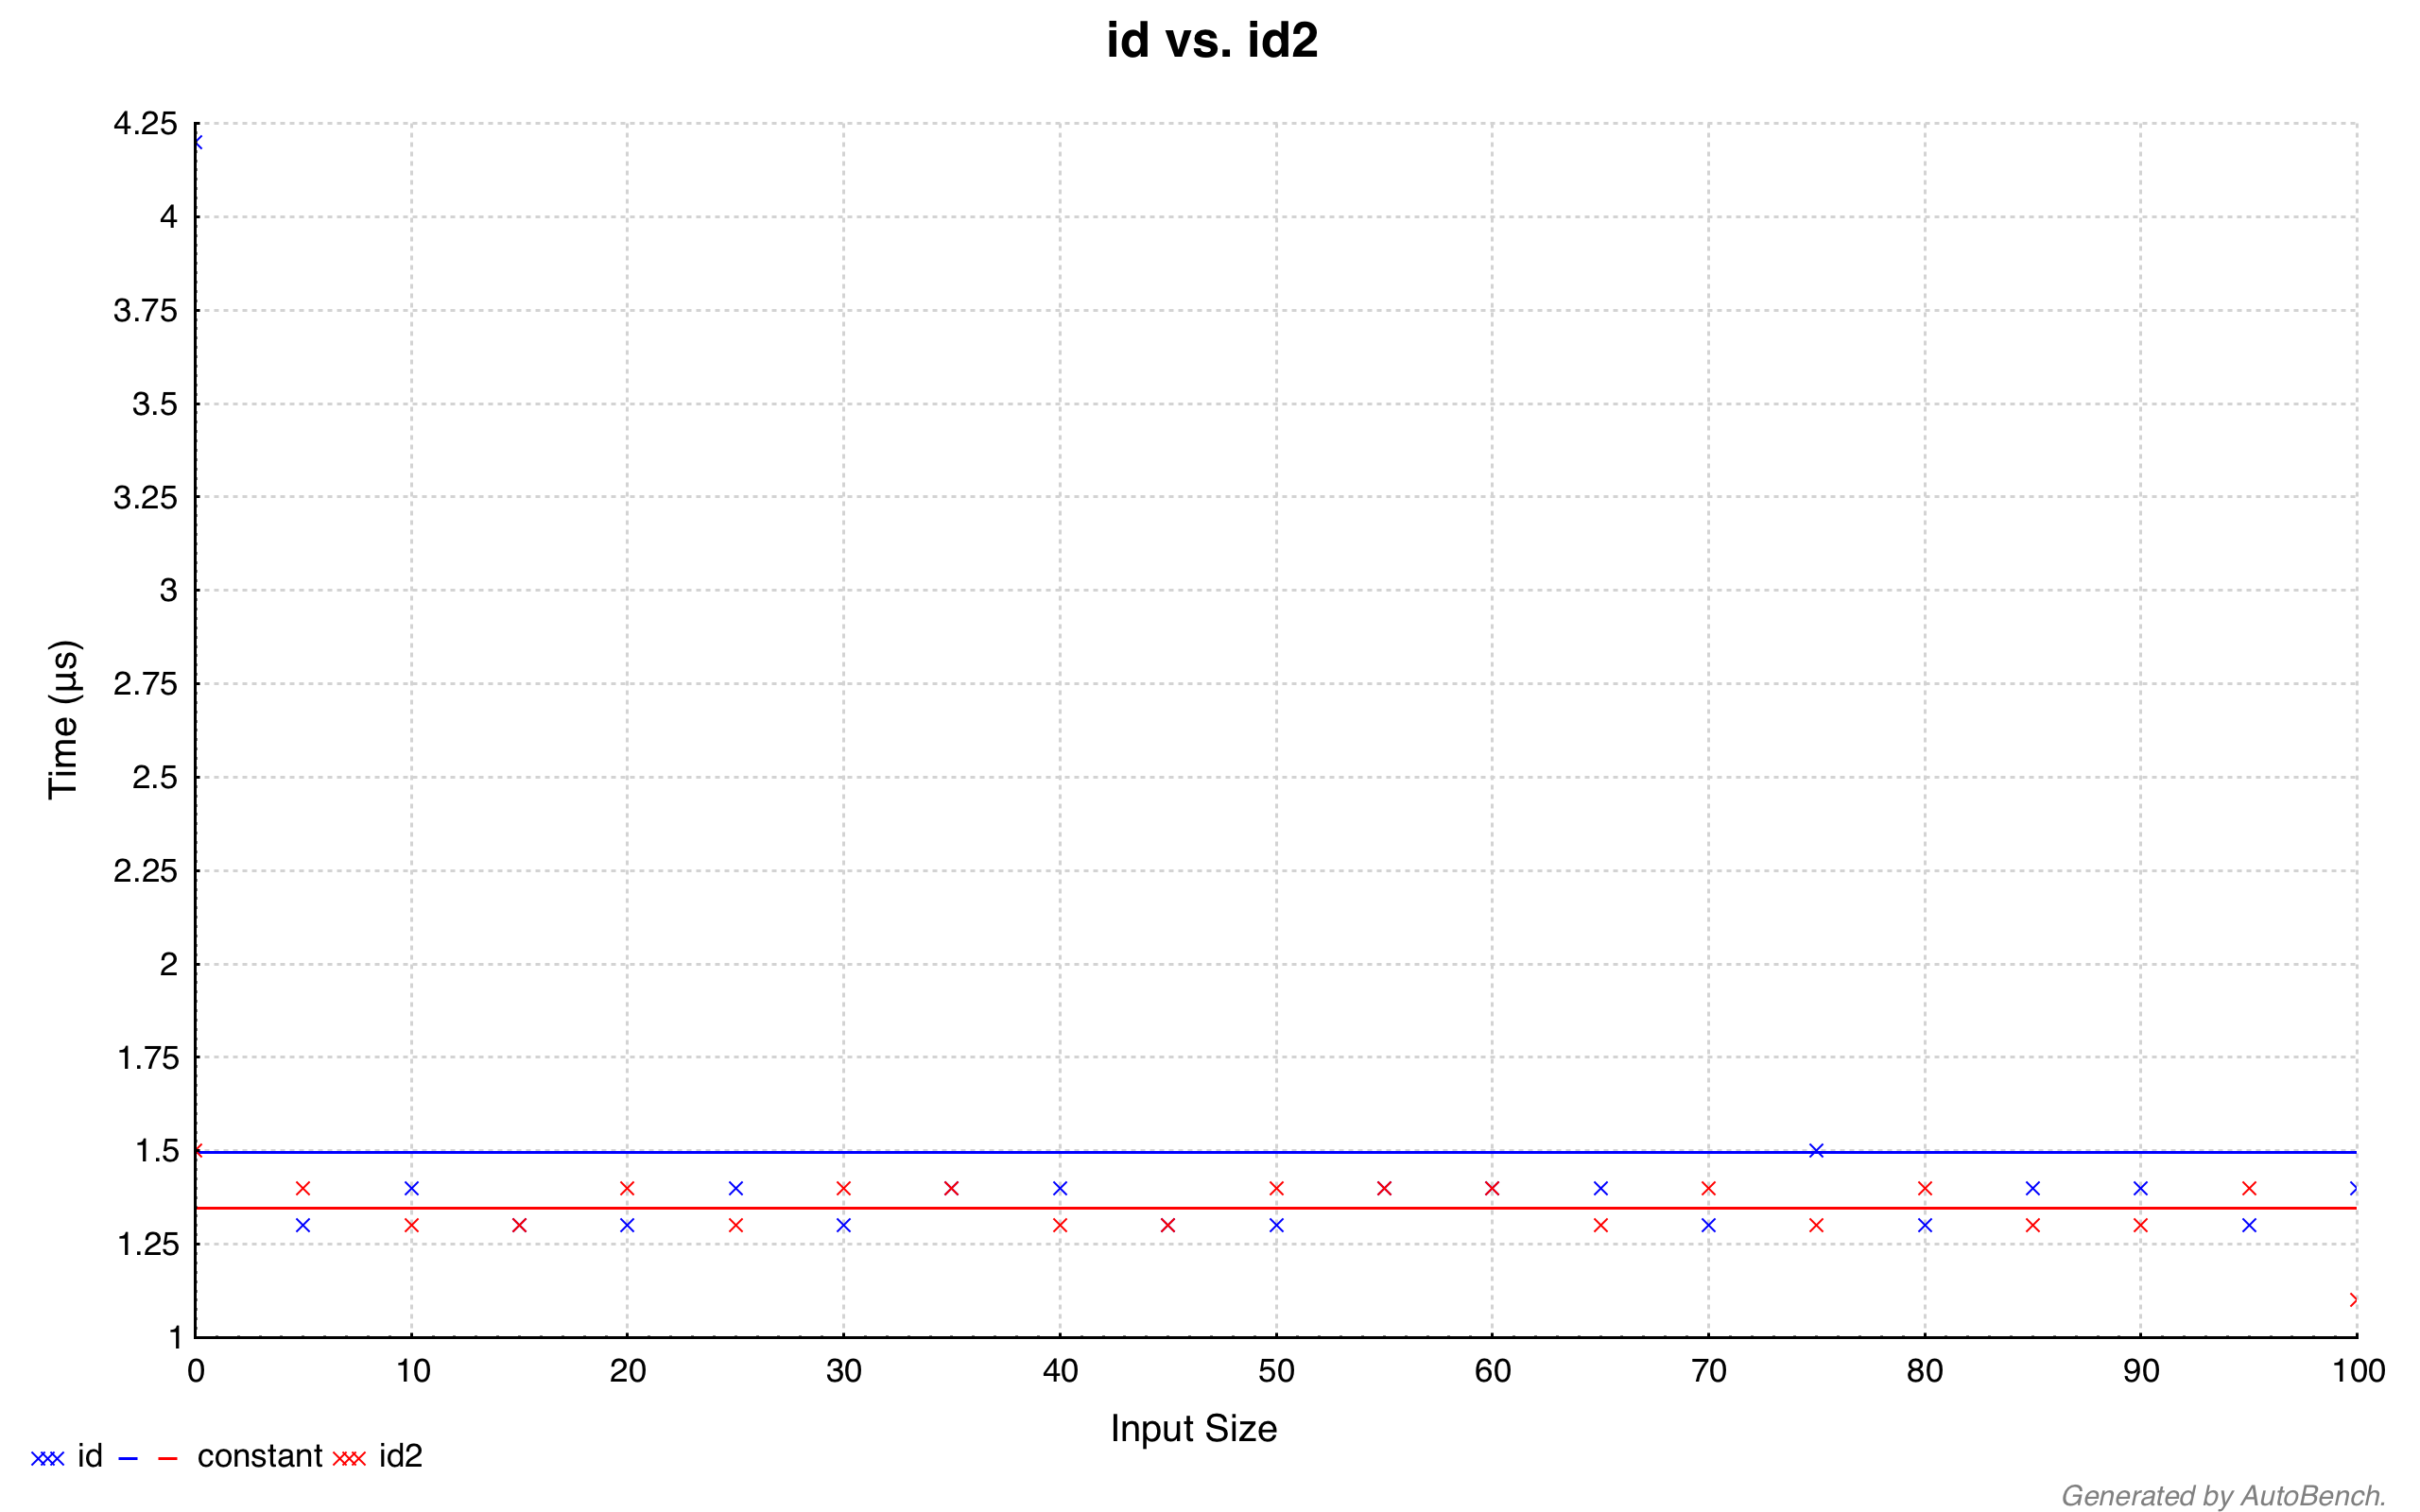 id vs. id2
4.25
4
3.75
3.5
3.25
3
2.75
2.5
2.25
2
1.75
1.5
1.25
1
Time (µs)
0 10 20 30 40 50 60 70 80 90 100
Input Size
id constant id2
Generated by AutoBench.